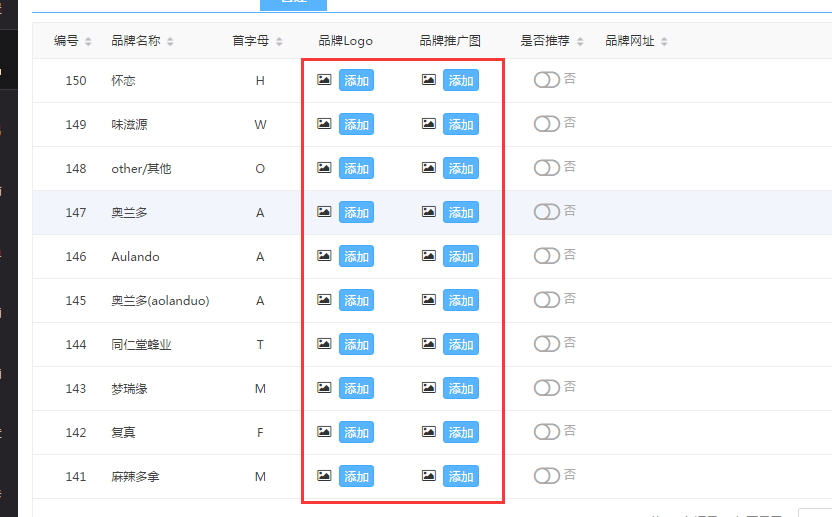 编号 品牌名称 首字母 品牌Logo 品牌推广图 是否推荐 品牌网址
150 怀恋 H 添加 添加 否
149 味滋源 W 添加 添加 否
148 other/其他 O 添加 添加 否
147 奥兰多 A 添加 添加 否
146 Aulando A 添加 添加 否
145 奥兰多(aolanduo) A 添加 添加 否
144 同仁堂蜂业 T 添加 添加 否
143 梦瑞缘 M 添加 添加 否
142 复真 F 添加 添加 否
141 麻辣多拿 M 添加 添加 否